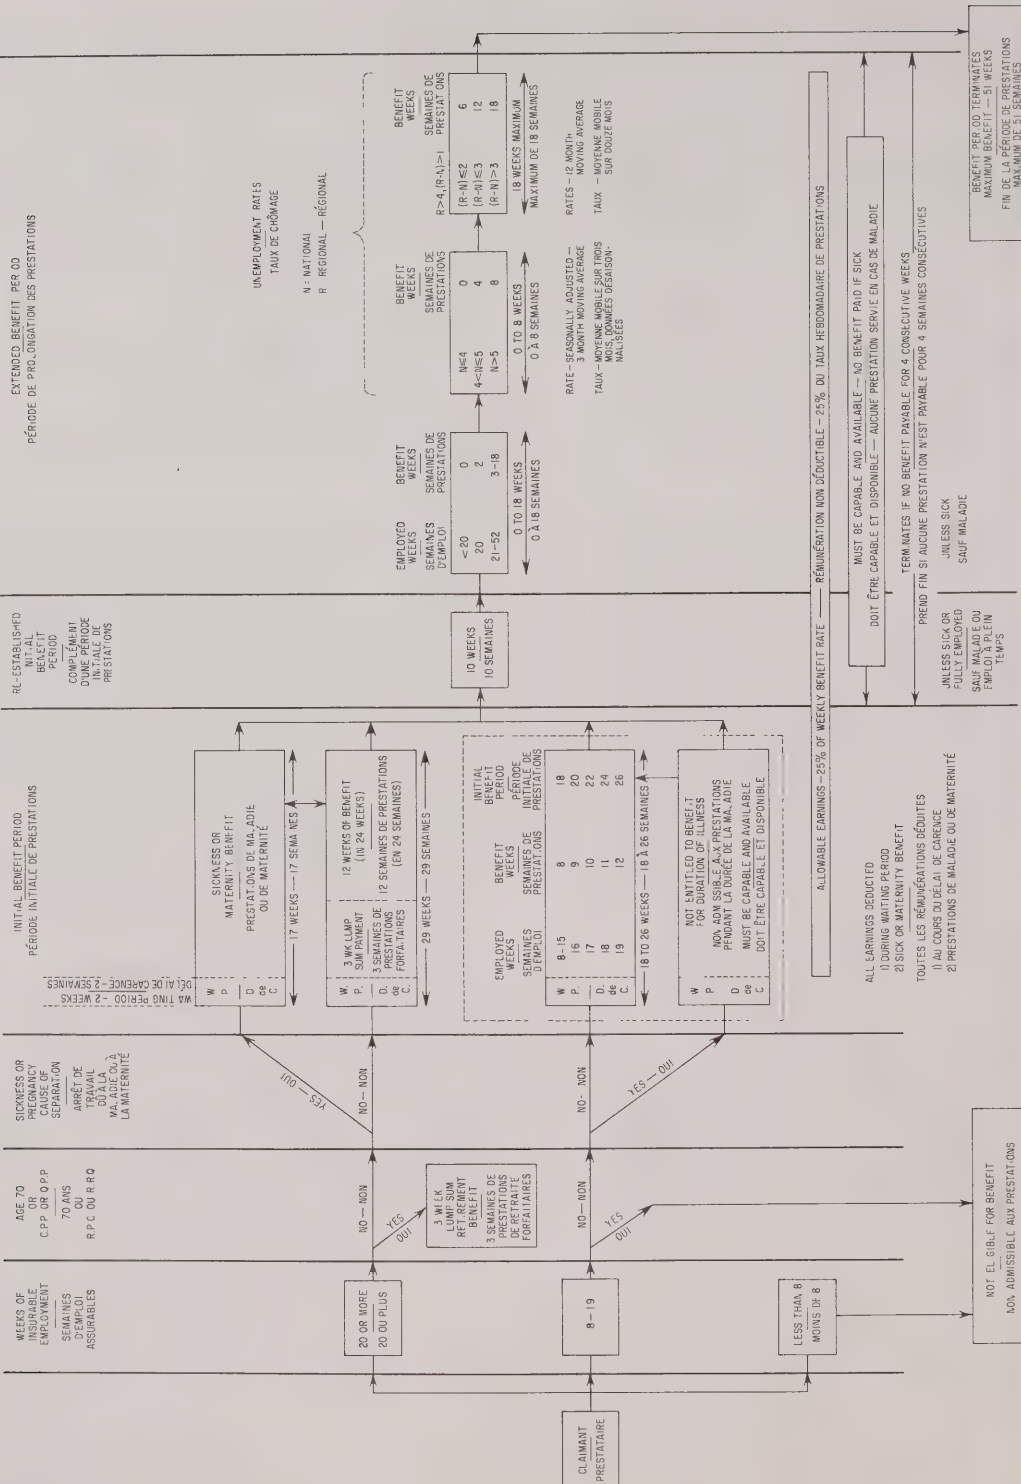 WEEKS OF
INSURABLE
EMPLOYMENT
SEMAINES
D'EMPLOI
ASSURABLES
AGE 70
OR
C.P.P. OR Q.P.P
70 ANS
OU
R.P.C OU R.RQ
SICKNESS OR
PREGNANCY
CAUSE OF
SEPARATION
ARRÊT DE
TRAVAIL
DÛ À LA
MALADIE OU À
LA MATERNITÉ
INITIAL BENEFIT PERIOD
PÉRIODE INITIALE DE PRESTATIONS
RE-ESTABLISHED
INITIAL
BENEFIT
PERIOD
COMPLÉMENT
D'UNE PÉRIODE
INITIALE DE
PRESTATIONS
EXTENDED BENEFIT PERIOD
PÉRIODE DE PROLONGATION DES PRESTATIONS
WAITING PERIOD - 2 WEEKS
DÉLAI DE CARENCE - 2 SEMAINES
CLAIMANT
PRESTATAIRE
20 OR MORE
20 OU PLUS
8-19
LESS THAN 8
MOINS DE 8
NO — NON
YES
OUI
3 WEEK
LUMP SUM
RETIREMENT
BENEFIT
3 SEMAINES DE
PRESTATIONS
DE RETRAITE
FORFAITAIRES
NO — NON
YES
OUI
NOT ELIGIBLE FOR BENEFIT
NON ADMISSIBLE AUX PRESTATIONS
YES — OUI
NO — NON
NO - NON
YES — OUI
W
P
D
de
C
SICKNESS OR
MATERNITY BENEFIT
PRESTATIONS DE MALADIE
OU DE MATERNITÉ
17 WEEKS — 17 SEMAINES
W.
P.
D.
de
C.
3 WK LUMP
SUM PAYMENT
3 SEMAINES DE
PRESTATIONS
FORFAITAIRES
12 WEEKS OF BENEFIT
(IN 24 WEEKS)
12 SEMAINES DE PRESTATIONS
(EN 24 SEMAINES)
29 WEEKS — 29 SEMAINES
EMPLOYED
WEEKS
SEMAINES
D'EMPLOI
BENEFIT
WEEKS
SEMAINES DE
PRESTATIONS
INITIAL
BENEFIT
PERIOD
PÉRIODE
INITIALE DE
PRESTATIONS
W
P.
D.
de
C.
8-15 8 18
16 9 20
17 10 22
18 11 24
19 12 26
18 TO 26 WEEKS — 18 À 26 SEMAINES
W
P
D
de
C
NOT ENTITLED TO BENEFIT
FOR DURATION OF ILLNESS
NON ADMISSIBLE AUX PRESTATIONS
PENDANT LA DURÉE DE LA MALADIE
MUST BE CAPABLE AND AVAILABLE
DOIT ÊTRE CAPABLE ET DISPONIBLE
10 WEEKS
10 SEMAINES
EMPLOYED
WEEKS
SEMAINES
D'EMPLOI
BENEFIT
WEEKS
SEMAINES DE
PRESTATIONS
<20 0
20 2
21-52 3-18
0 TO 18 WEEKS
0 À 18 SEMAINES
UNEMPLOYMENT RATES
TAUX DE CHÔMAGE
N = NATIONAL
R REGIONAL — RÉGIONAL
BENEFIT
WEEKS
SEMAINES DE
PRESTATIONS
N≤4 0
4<N≤5 4
N>5 8
0 TO 8 WEEKS
0 À 8 SEMAINES
RATE — SEASONALLY ADJUSTED —
3 MONTH MOVING AVERAGE
TAUX — MOYENNE MOBILE SUR TROIS
MOIS, DONNÉES DÉSAISON-
NALISÉES
BENEFIT
WEEKS
SEMAINES DE
PRESTATIONS
R>4,(R-N)>1
(R-N)≤2 6
(R-N)≤3 12
(R-N)>3 18
18 WEEKS MAXIMUM
MAXIMUM DE 18 SEMAINES
RATES — 12 MONTH
MOVING AVERAGE
TAUX — MOYENNE MOBILE
SUR DOUZE MOIS
ALLOWABLE EARNINGS — 25% OF WEEKLY BENEFIT RATE — RÉMUNÉRATION NON DÉDUCTIBLE — 25% DU TAUX HEBDOMADAIRE DE PRESTATIONS
MUST BE CAPABLE AND AVAILABLE — NO BENEFIT PAID IF SICK
DOIT ÊTRE CAPABLE ET DISPONIBLE — AUCUNE PRESTATION SERVIE EN CAS DE MALADIE
TERMINATES IF NO BENEFIT PAYABLE FOR 4 CONSECUTIVE WEEKS
PREND FIN SI AUCUNE PRESTATION N'EST PAYABLE POUR 4 SEMAINES CONSÉCUTIVES
ALL EARNINGS DEDUCTED
1) DURING WAITING PERIOD
2) SICK OR MATERNITY BENEFIT
TOUTES LES RÉMUNÉRATIONS DÉDUITES
1) AU COURS DU DÉLAI DE CARENCE
2) PRESTATIONS DE MALADIE OU DE MATERNITÉ
UNLESS SICK OR
FULLY EMPLOYED
SAUF MALADE OU
EMPLOI À PLEIN
TEMPS
UNLESS SICK
SAUF MALADIE
BENEFIT PERIOD TERMINATES
MAXIMUM BENEFIT — 51 WEEKS
FIN DE LA PÉRIODE DE PRESTATIONS
MAXIMUM DE 51 SEMAINES